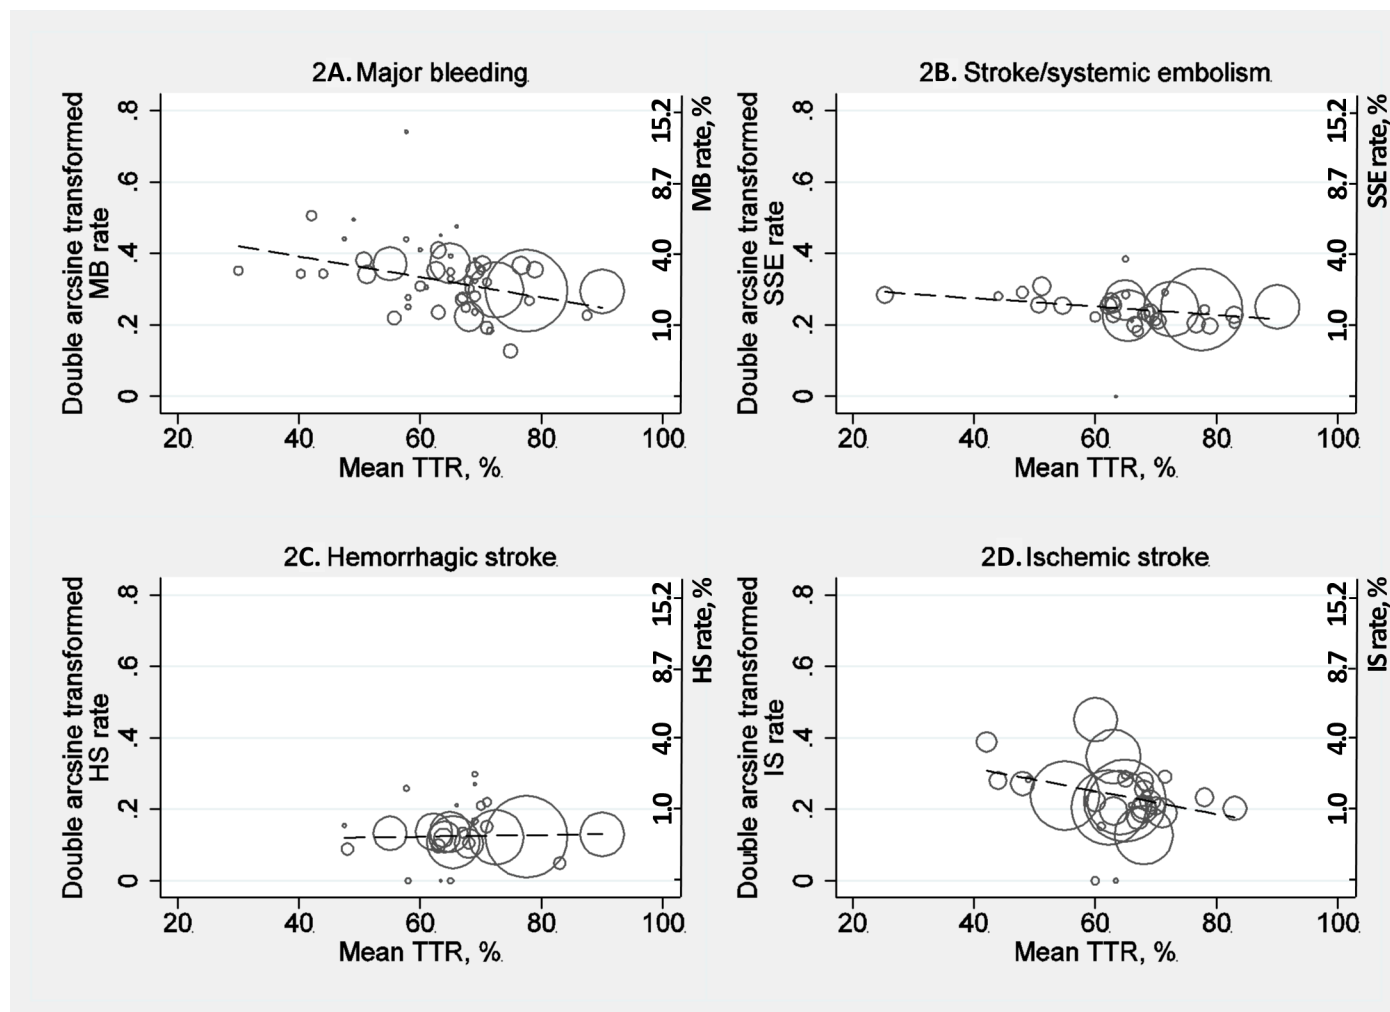 2A. Major bleeding
Double arcsine transformed
MB rate
.8
.6
.4
.2
0
15.2
8.7
4.0
1.0
MB rate, %
20 40 60 80 100
Mean TTR, %
2B. Stroke/systemic embolism
Double arcsine transformed
SSE rate
.8
.6
.4
.2
0
15.2
8.7
4.0
1.0
SSE rate, %
20 40 60 80 100
Mean TTR, %
2C. Hemorrhagic stroke
Double arcsine transformed
HS rate
.8
.6
.4
.2
0
15.2
8.7
4.0
1.0
HS rate, %
20 40 60 80 100
Mean TTR, %
2D. Ischemic stroke
Double arcsine transformed
IS rate
.8
.6
.4
.2
0
15.2
8.7
4.0
1.0
IS rate, %
20 40 60 80 100
Mean TTR, %